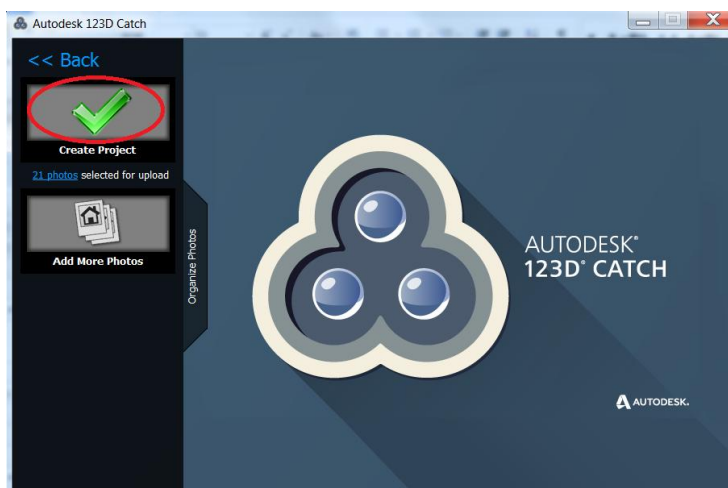 Autodesk 123D Catch
<< Back
Create Project
21 photos selected for upload
Add More Photos
Organize Photos
AUTODESK®
123D® CATCH
AUTODESK.